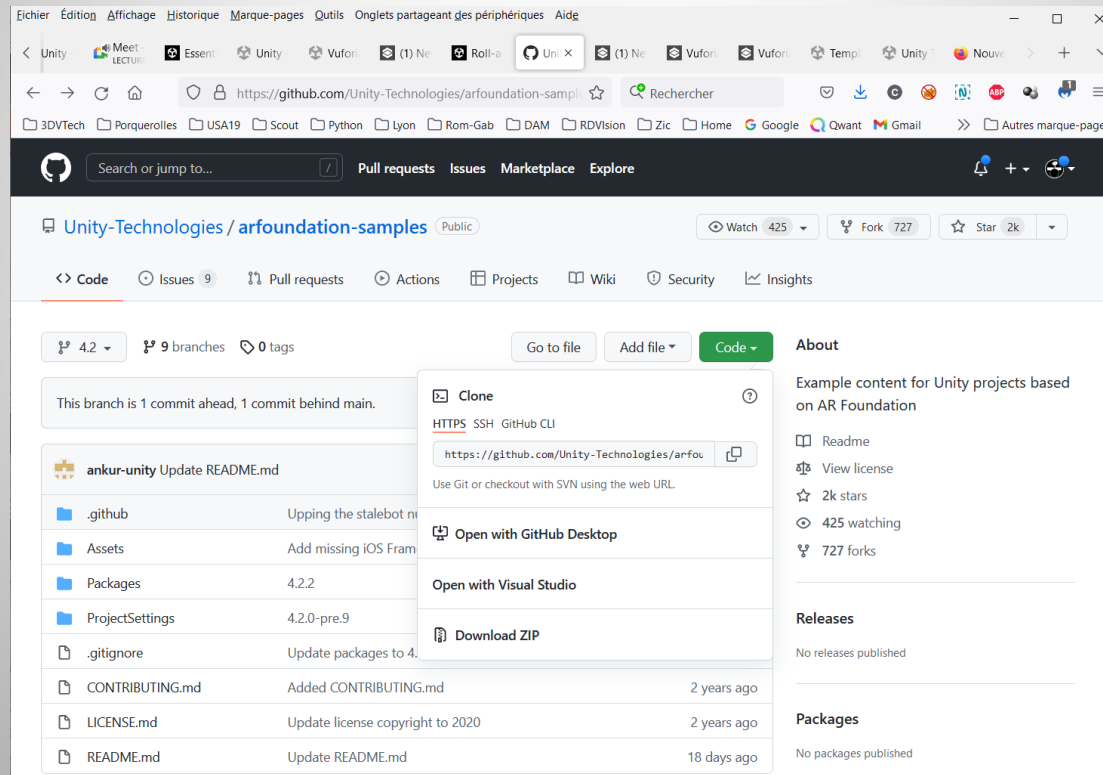 Fichier Édition Affichage Historique Marque-pages Outils Onglets partageant des périphériques Aide
Unity Meet Essent Unity Vufori (1) Ne Roll-a Uni (1) Ne Vufori Vufori Templ Unity T Nouve
LECTURE
https://github.com/Unity-Technologies/arfoundation-sample Rechercher
3DVTech Porquerolles USA19 Scout Python Lyon Rom-Gab DAM RDVIsion Zic Home Google Qwant Gmail Autres marque-page
Search or jump to... / Pull requests Issues Marketplace Explore
Unity-Technologies / arfoundation-samples Public Watch 425 Fork 727 Star 2k
Code Issues 9 Pull requests Actions Projects Wiki Security Insights
4.2 9 branches 0 tags Go to file Add file Code
This branch is 1 commit ahead, 1 commit behind main.
ankur-unity Update README.md
.github Upping the stalebot
Assets Add missing iOS Fram
Packages 4.2.2
ProjectSettings 4.2.0-pre.9
.gitignore Update packages to 4.
CONTRIBUTING.md Added CONTRIBUTING.md 2 years ago
LICENSE.md Update license copyright to 2020 2 years ago
README.md Update README.md 18 days ago
Clone
HTTPS SSH GitHub CLI
https://github.com/Unity-Technologies/arfou
Use Git or checkout with SVN using the web URL.
Open with GitHub Desktop
Open with Visual Studio
Download ZIP
About
Example content for Unity projects based
on AR Foundation
Readme
View license
2k stars
425 watching
727 forks
Releases
No releases published
Packages
No packages published